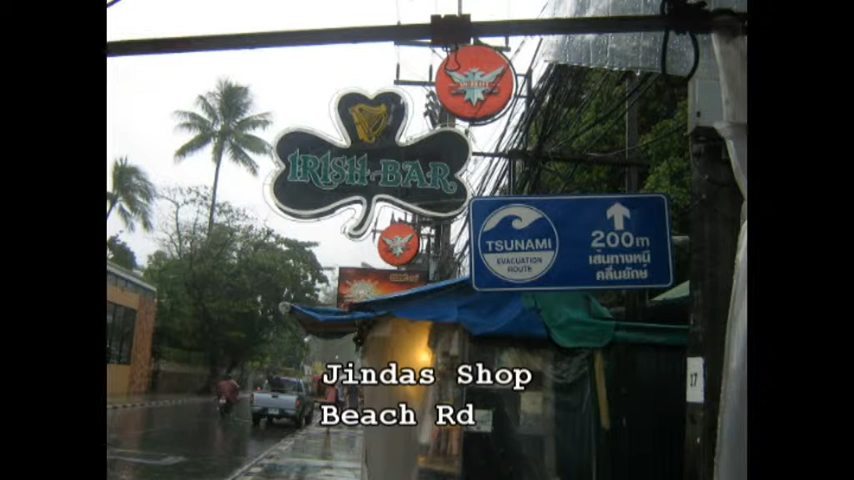 IRISH BAR
TSUNAMI
EVACUATION
ROUTE
200m
เส้นทางหนี
คลื่นยักษ์
Jindas Shop
Beach Rd
17